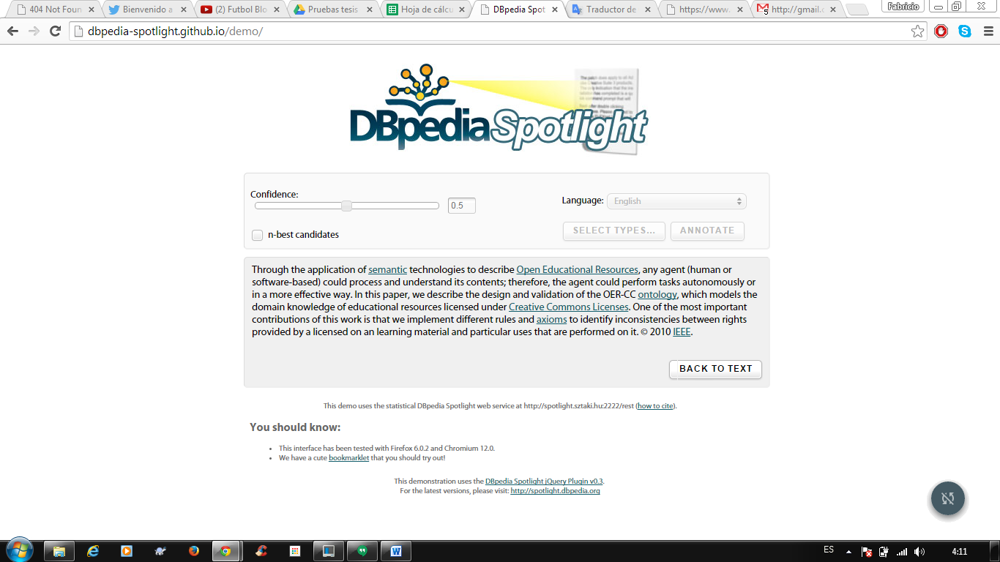 404 Not Foun
Bienvenido a
(2) Futbol Blo
Pruebas tesis
Hoja de cálcu
DBpedia Spot
Traductor de
https://www.
http://gmail.c
Fabricio
dbpedia-spotlight.github.io/demo/
DBpedia Spotlight
Confidence:
0.5
Language: English
n-best candidates
SELECT TYPES...
ANNOTATE
Through the application of semantic technologies to describe Open Educational Resources, any agent (human or
software-based) could process and understand its contents; therefore, the agent could perform tasks autonomously or
in a more effective way. In this paper, we describe the design and validation of the OER-CC ontology, which models the
domain knowledge of educational resources licensed under Creative Commons Licenses. One of the most important
contributions of this work is that we implement different rules and axioms to identify inconsistencies between rights
provided by a licensed on an learning material and particular uses that are performed on it. © 2010 IEEE.
BACK TO TEXT
This demo uses the statistical DBpedia Spotlight web service at http://spotlight.sztaki.hu:2222/rest (how to cite).
You should know:
This interface has been tested with Firefox 6.0.2 and Chromium 12.0.
We have a cute bookmarklet that you should try out!
This demonstration uses the DBpedia Spotlight jQuery Plugin v0.3.
For the latest versions, please visit: http://spotlight.dbpedia.org
ES
4:11